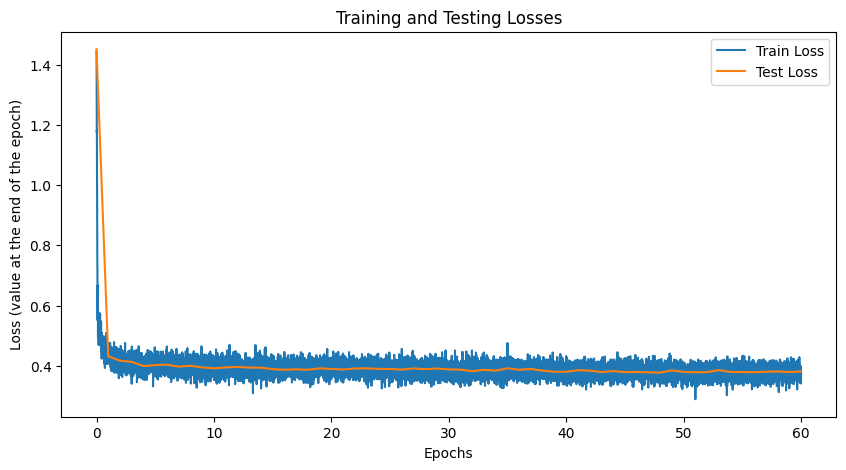 Training and Testing Losses
Train Loss
Test Loss
Loss (value at the end of the epoch)
1.4
1.2
1.0
0.8
0.6
0.4
0
10
20
30
40
50
60
Epochs